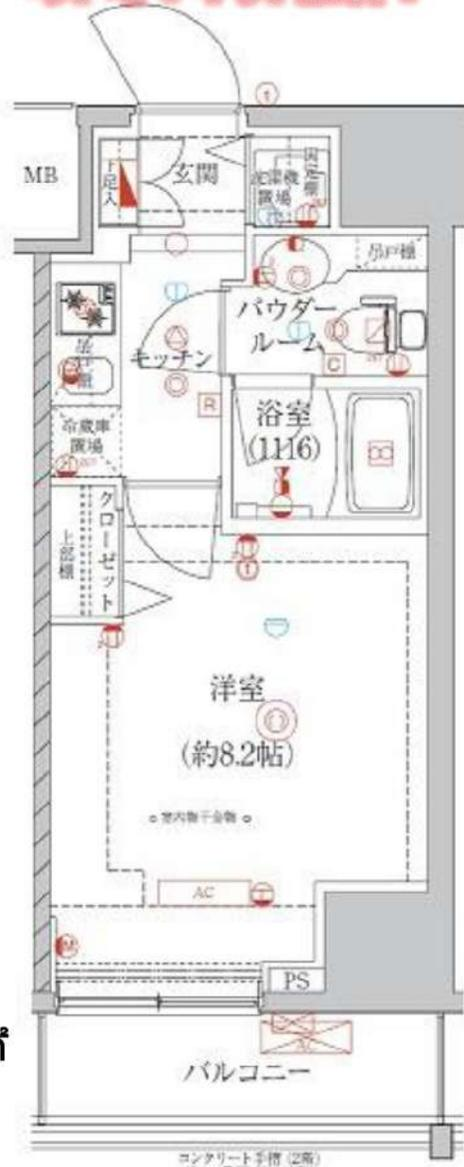 MB
下足入
玄関
洗濯機
置場
吊戸棚
パウダー
ルーム
C
キッチン
R
冷蔵庫
置場
浴室
(1116)
クローゼット
上部棚
洋室
(約8.2帖)
室内物干金物
AC
PS
AC
バルコニー
コンクリート手摺 (2階)